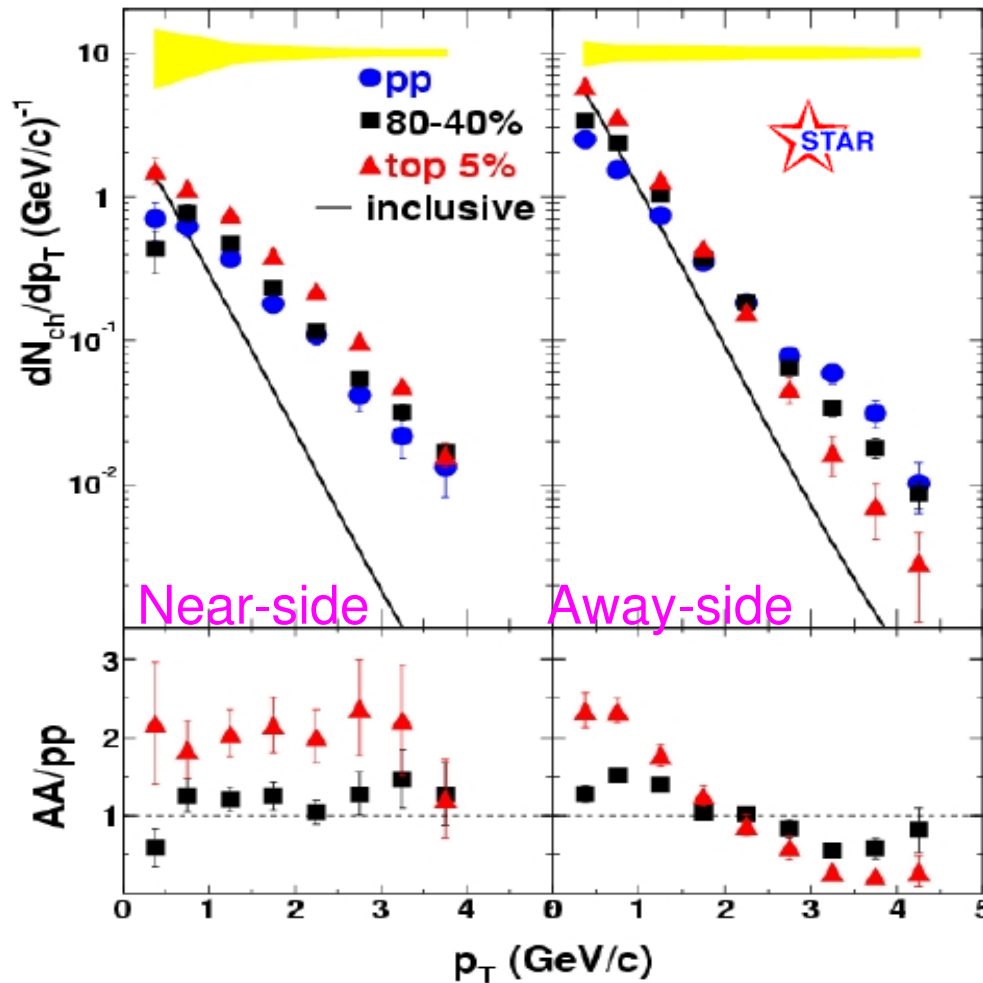 dN_ch/dp_T (GeV/c)^-1
10
1
10^-1
10^-2
pp
80-40%
top 5%
inclusive
STAR
Near-side
Away-side
AA/pp
3
2
1
0 1 2 3 4 0 1 2 3 4 5
p_T (GeV/c)